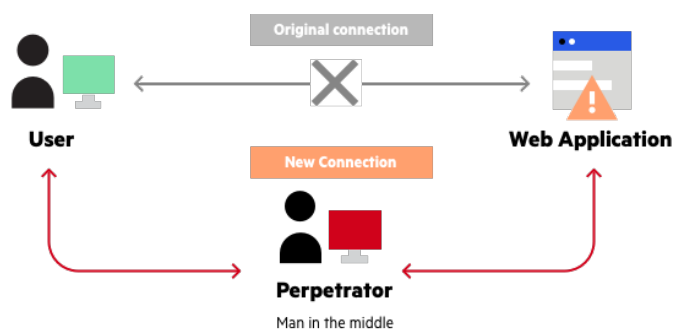 Original connection
User
Web Application
New Connection
Perpetrator
Man in the middle